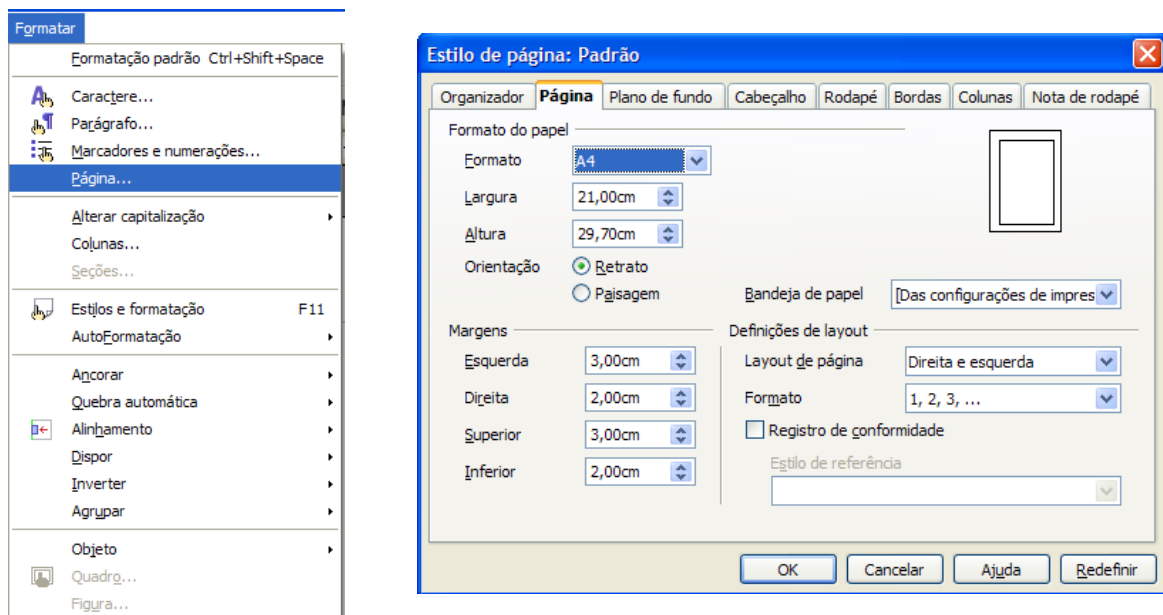 Formatar
Formatação padrão Ctrl+Shift+Space
Caractere...
Parágrafo...
Marcadores e numerações...
Página...
Alterar capitalização
Colunas...
Seções...
Estilos e formatação F11
AutoFormatação
Ancorar
Quebra automática
Alinhamento
Dispor
Inverter
Agrupar
Objeto
Quadro...
Figura...
Estilo de página: Padrão
Organizador Página Plano de fundo Cabeçalho Rodapé Bordas Colunas Nota de rodapé
Formato do papel
Formato A4
Largura 21,00cm
Altura 29,70cm
Orientação Retrato
Paisagem
Bandeja de papel [Das configurações de impres
Margens
Esquerda 3,00cm
Direita 2,00cm
Superior 3,00cm
Inferior 2,00cm
Definições de layout
Layout de página Direita e esquerda
Formato 1, 2, 3, ...
Registro de conformidade
Estilo de referência
OK Cancelar Ajuda Redefinir